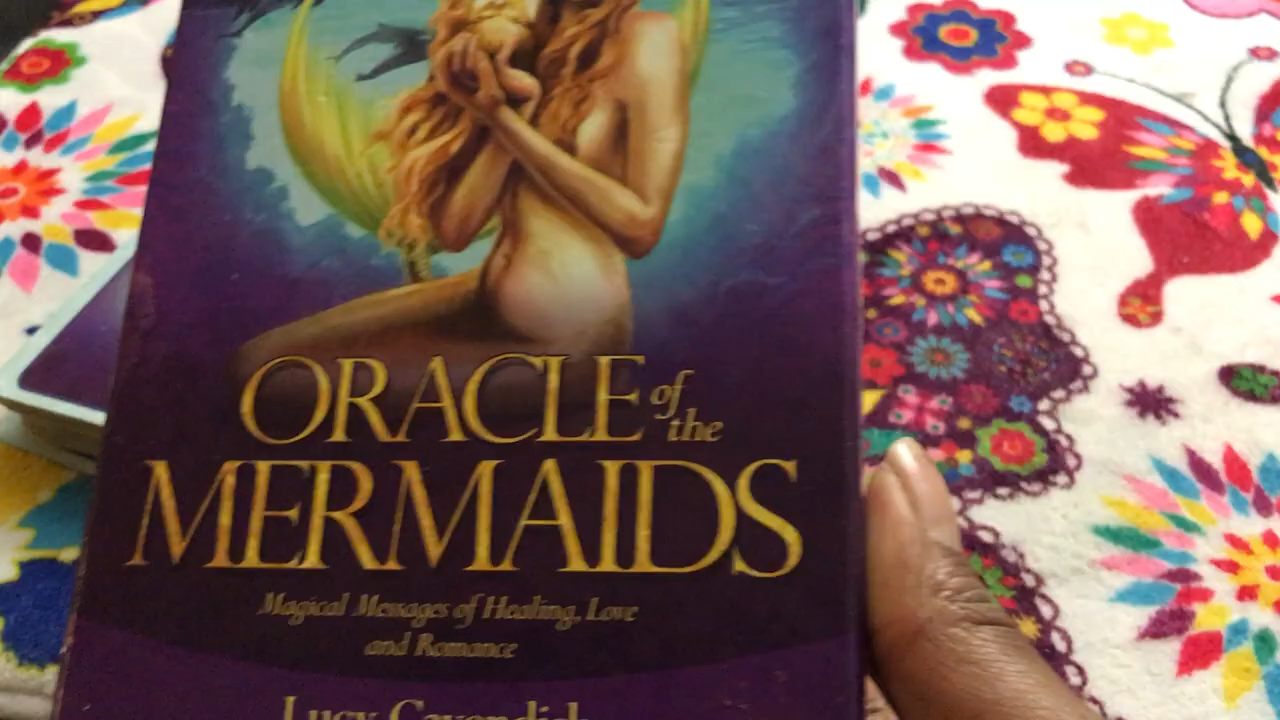 ORACLE of the
MERMAIDS
Magical Messages of Healing, Love
and Romance
Lucy Cavendish